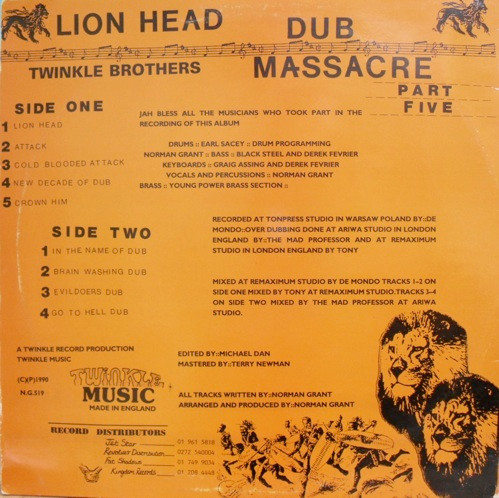 LION HEAD DUB
TWINKLE BROTHERS MASSACRE
PART
FIVE
SIDE ONE
1 LION HEAD
2 ATTACK
3 COLD BLOODED ATTACK
4 NEW DECADE OF DUB
5 CROWN HIM
JAH BLESS ALL THE MUSICIANS WHO TOOK PART IN THE
RECORDING OF THIS ALBUM
DRUMS :: EARL SACEY :: DRUM PROGRAMMING
NORMAN GRANT :: BASS :: BLACK STEEL AND DEREK FEVRIER
KEYBOARDS :: GRAIG ASSING AND DEREK FEVRIER
VOCALS AND PERCUSSIONS :: NORMAN GRANT
BRASS :: YOUNG POWER BRASS SECTION ::
SIDE TWO
1 IN THE NAME OF DUB
2 BRAIN WASHING DUB
3 EVILDOERS DUB
4 GO TO HELL DUB
RECORDED AT TONPRESS STUDIO IN WARSAW POLAND BY::DE
MONDO::OVER DUBBING DONE AT ARIWA STUDIO IN LONDON
ENGLAND BY::THE MAD PROFESSOR AND AT REMAXIMUM
STUDIO IN LONDON ENGLAND BY TONY
MIXED AT REMAXIMUM STUDIO BY DE MONDO TRACKS 1-2 ON
SIDE ONE MIXED BY TONY AT REMAXIMUM STUDIO.TRACKS 3-4
ON SIDE TWO MIXED BY THE MAD PROFESSOR AT ARIWA
STUDIO.
A TWINKLE RECORD PRODUCTION
TWINKLE MUSIC
(C)(P)1990
N.G.519
TWINKLE
MUSIC
MADE IN ENGLAND
EDITED BY::MICHAEL DAN
MASTERED BY::TERRY NEWMAN
ALL TRACKS WRITTEN BY::NORMAN GRANT
ARRANGED AND PRODUCED BY::NORMAN GRANT
RECORD DISTRIBUTORS
Jet Star 01 961 5818
Revolver Distribution 0272 540004
Fat Shadows 01 749 9034
Kingdom Records